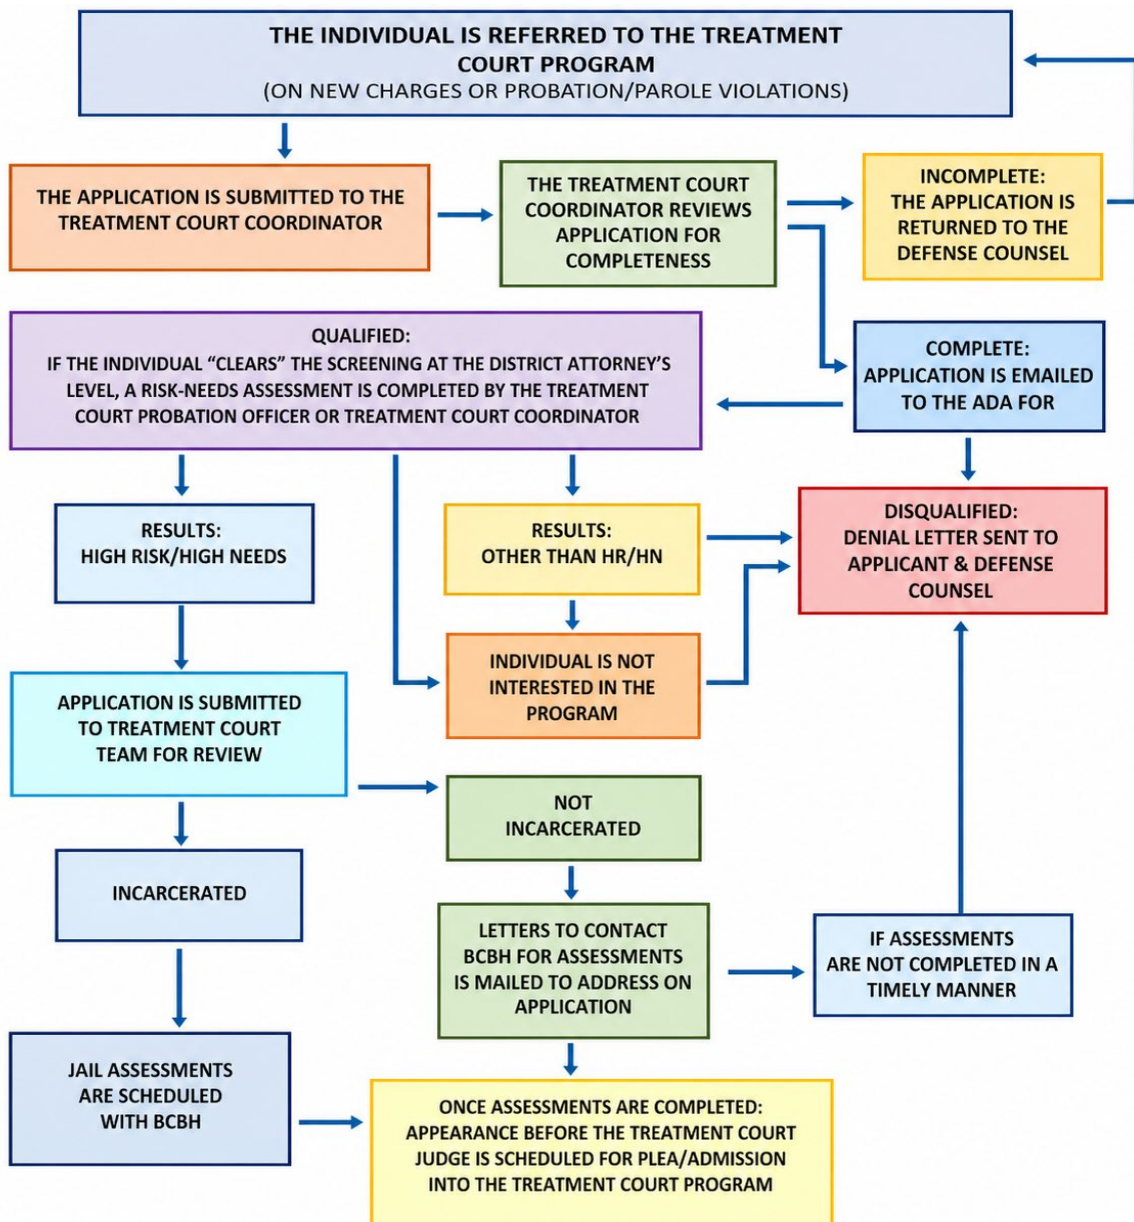 THE INDIVIDUAL IS REFERRED TO THE TREATMENT
COURT PROGRAM
(ON NEW CHARGES OR PROBATION/PAROLE VIOLATIONS)
THE APPLICATION IS SUBMITTED TO THE
TREATMENT COURT COORDINATOR
THE TREATMENT COURT
COORDINATOR REVIEWS
APPLICATION FOR
COMPLETENESS
INCOMPLETE:
THE APPLICATION IS
RETURNED TO THE
DEFENSE COUNSEL
QUALIFIED:
IF THE INDIVIDUAL “CLEARS” THE SCREENING AT THE DISTRICT ATTORNEY’S
LEVEL, A RISK-NEEDS ASSESSMENT IS COMPLETED BY THE TREATMENT
COURT PROBATION OFFICER OR TREATMENT COURT COORDINATOR
COMPLETE:
APPLICATION IS EMAILED
TO THE ADA FOR
RESULTS:
HIGH RISK/HIGH NEEDS
RESULTS:
OTHER THAN HR/HN
DISQUALIFIED:
DENIAL LETTER SENT TO
APPLICANT & DEFENSE
COUNSEL
APPLICATION IS SUBMITTED
TO TREATMENT COURT
TEAM FOR REVIEW
INDIVIDUAL IS NOT
INTERESTED IN THE
PROGRAM
NOT
INCARCERATED
INCARCERATED
LETTERS TO CONTACT
BCBH FOR ASSESSMENTS
IS MAILED TO ADDRESS ON
APPLICATION
IF ASSESSMENTS
ARE NOT COMPLETED IN A
TIMELY MANNER
JAIL ASSESSMENTS
ARE SCHEDULED
WITH BCBH
ONCE ASSESSMENTS ARE COMPLETED:
APPEARANCE BEFORE THE TREATMENT COURT
JUDGE IS SCHEDULED FOR PLEA/ADMISSION
INTO THE TREATMENT COURT PROGRAM